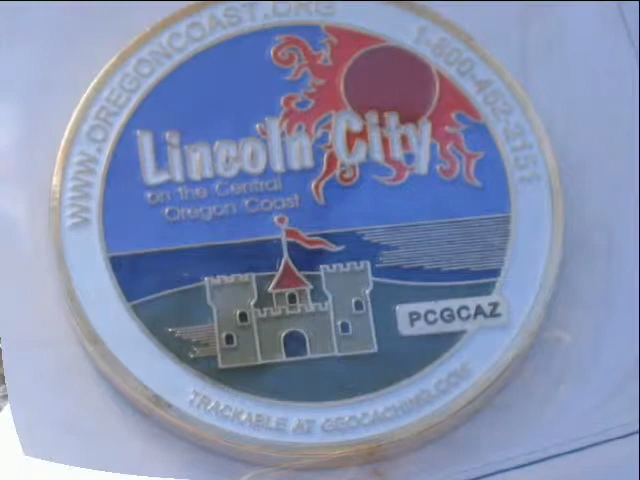 WWW.OREGONCOAST.ORG
1-800-452-2151
Lincoln City
on the Central
Oregon Coast
PCGCAZ
TRACKABLE AT GEOCACHING.COM